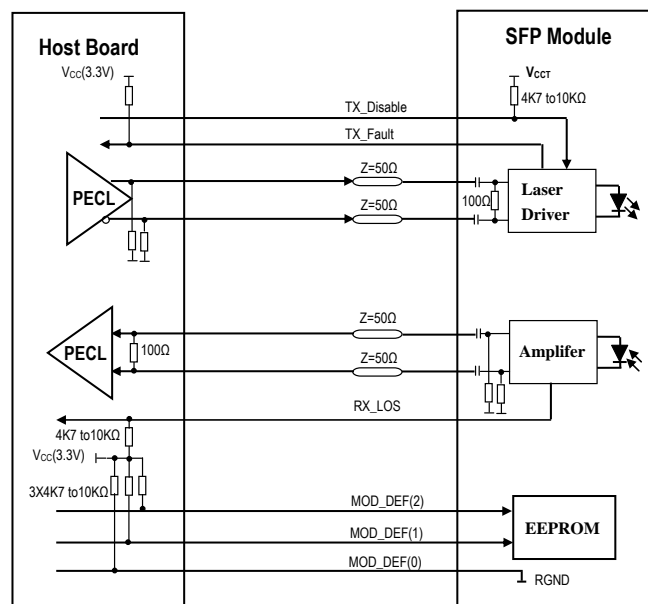 Host Board
SFP Module
VCC(3.3V)
VCCT
4K7 to10KΩ
TX_Disable
TX_Fault
Z=50Ω
PECL
100Ω
Laser
Driver
Z=50Ω
Z=50Ω
PECL
100Ω
Amplifer
Z=50Ω
RX_LOS
4K7 to10KΩ
VCC(3.3V)
3X4K7 to10KΩ
MOD_DEF(2)
EEPROM
MOD_DEF(1)
MOD_DEF(0)
RGND